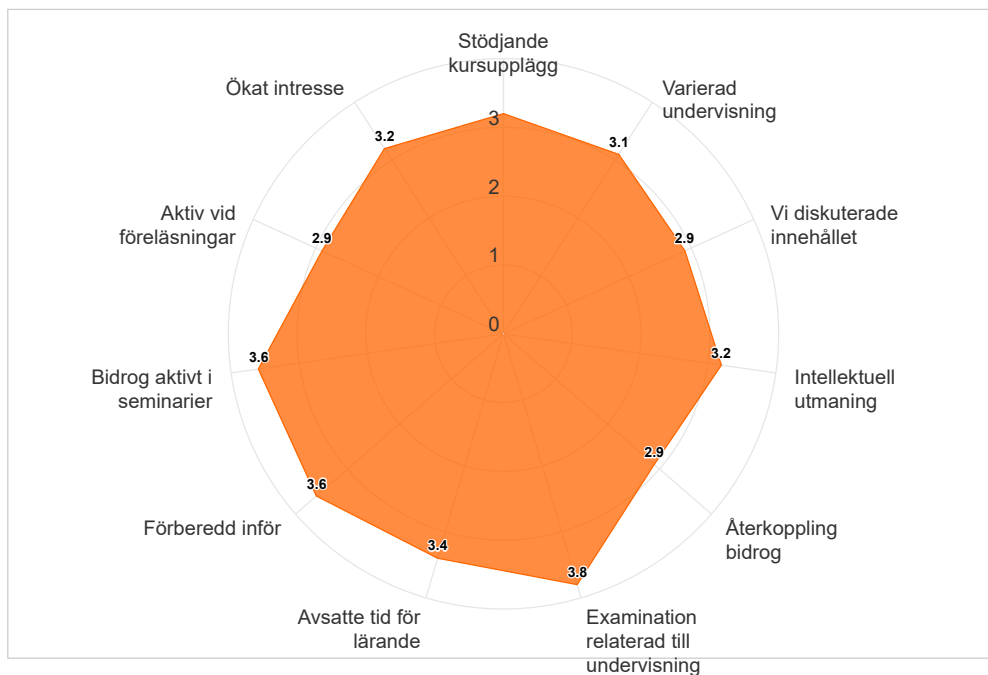 Stödjande
kursupplägg
Ökat intresse
Varierad
undervisning
3
3.2
3.1
2
Aktiv vid
föreläsningar
Vi diskuterade
innehållet
2.9
2.9
1
0
3.6
3.2
Bidrog aktivt i
seminarier
Intellektuell
utmaning
2.9
3.6
Förberedd inför
Återkoppling
bidrog
3.4
3.8
Avsatte tid för
lärande
Examination
relaterad till
undervisning